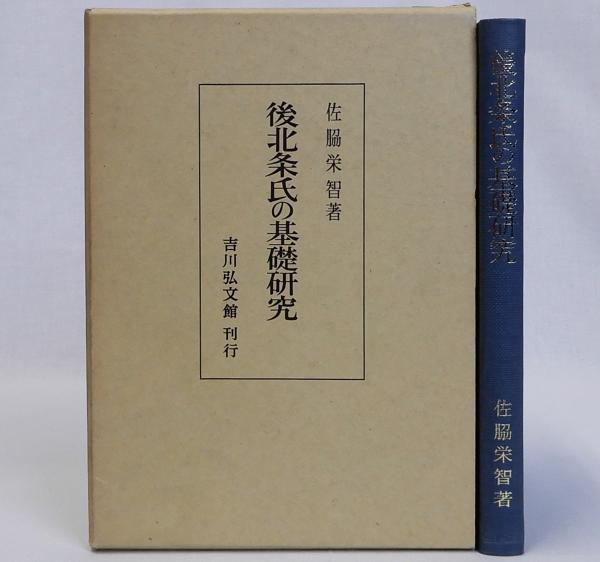 佐脇栄智著
後北条氏の基礎研究
吉川弘文館 刊行
後北条氏の基礎研究
佐脇栄智著